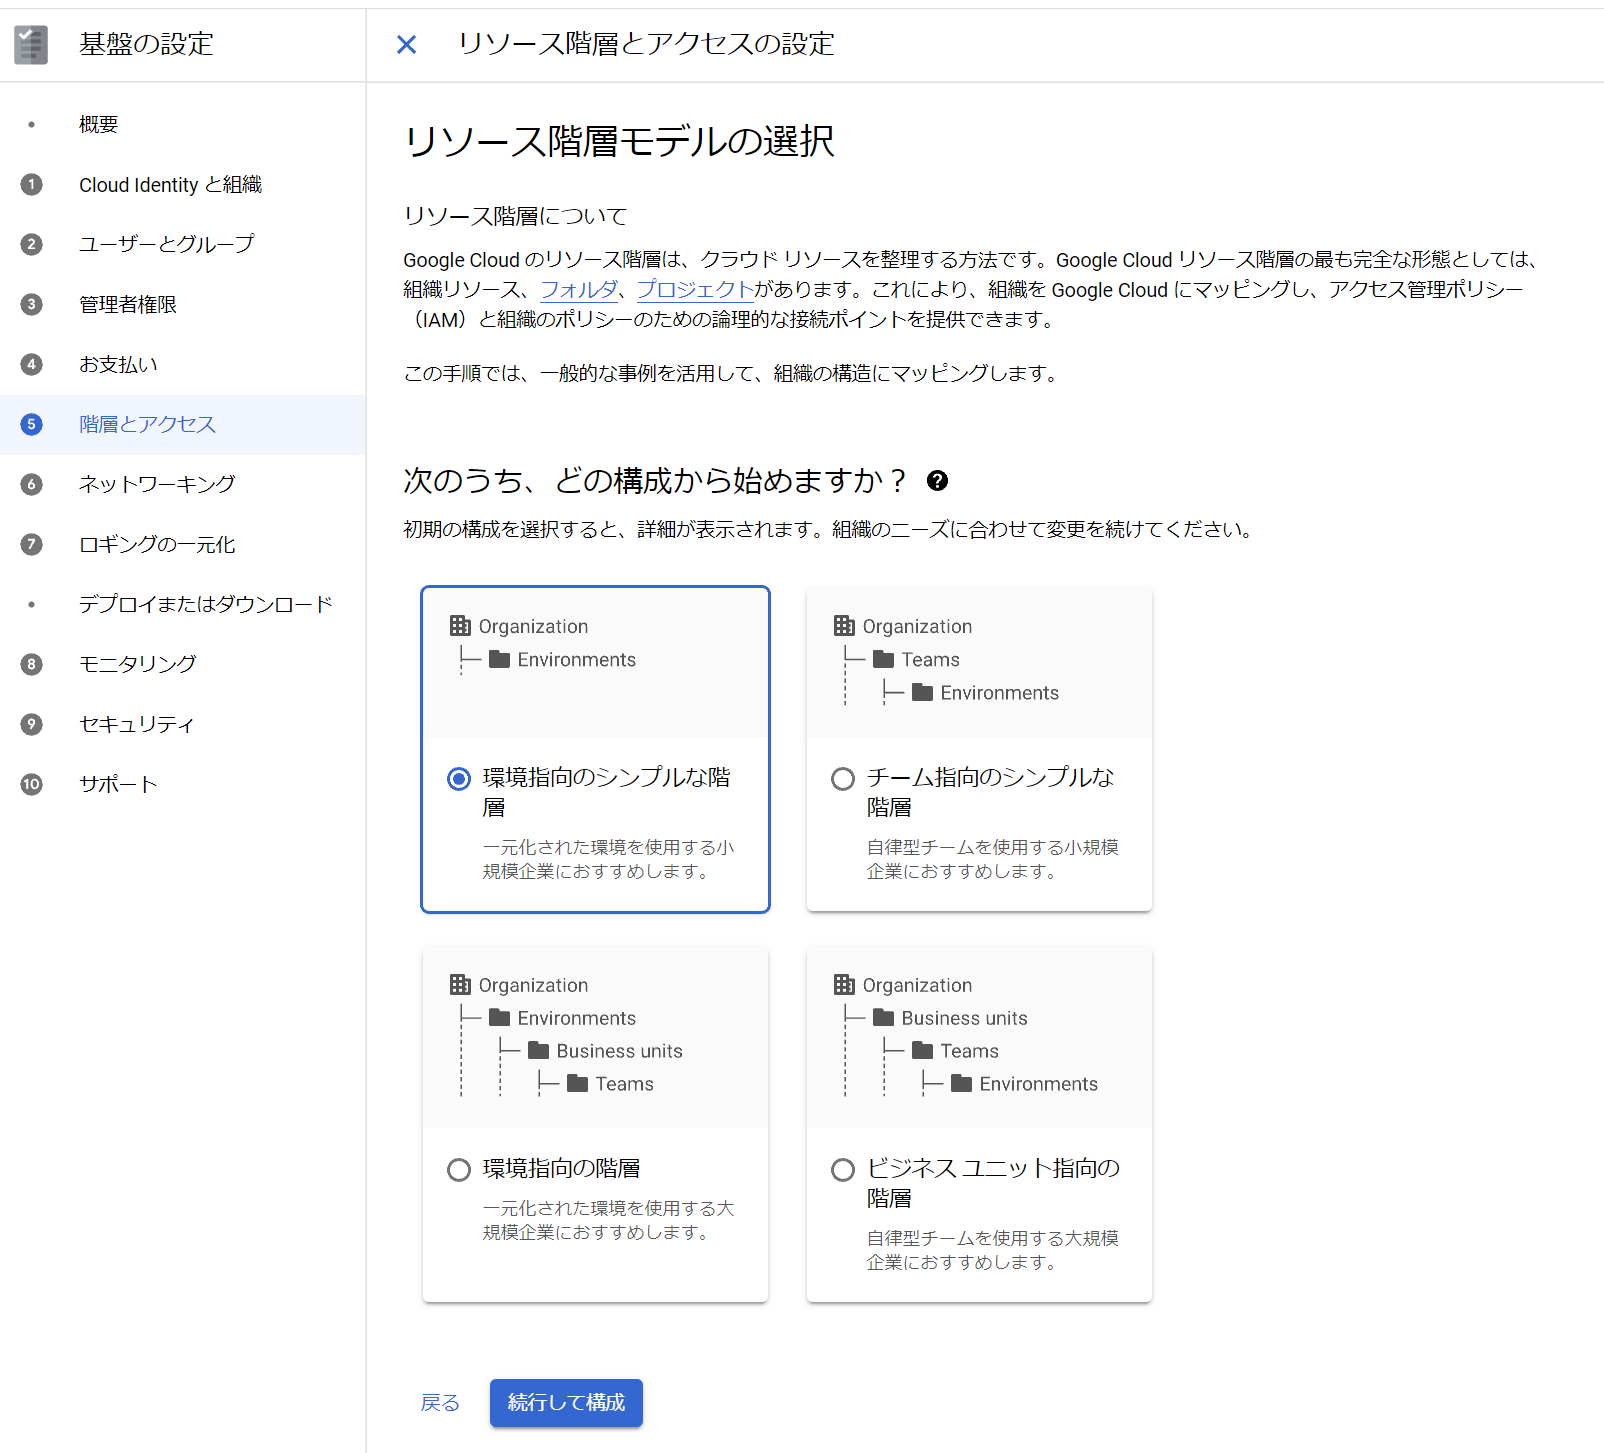 基盤の設定
リソース階層とアクセスの設定
概要
1 Cloud Identity と組織
2 ユーザーとグループ
3 管理者権限
4 お支払い
5 階層とアクセス
6 ネットワーキング
7 ロギングの一元化
デプロイまたはダウンロード
8 モニタリング
9 セキュリティ
10 サポート
リソース階層モデルの選択
リソース階層について
Google Cloud のリソース階層は、クラウド リソースを整理する方法です。Google Cloud リソース階層の最も完全な形態としては、
組織リソース、フォルダ、プロジェクトがあります。これにより、組織を Google Cloud にマッピングし、アクセス管理ポリシー
（IAM）と組織のポリシーのための論理的な接続ポイントを提供できます。
この手順では、一般的な事例を活用して、組織の構造にマッピングします。
次のうち、どの構成から始めますか？ ?
初期の構成を選択すると、詳細が表示されます。組織のニーズに合わせて変更を続けてください。
Organization
Environments
環境指向のシンプルな階
層
一元化された環境を使用する小
規模企業におすすめします。
Organization
Teams
Environments
チーム指向のシンプルな
階層
自律型チームを使用する小規模
企業におすすめします。
Organization
Environments
Business units
Teams
環境指向の階層
一元化された環境を使用する大
規模企業におすすめします。
Organization
Business units
Teams
Environments
ビジネス ユニット指向の
階層
自律型チームを使用する大規模
企業におすすめします。
戻る
続行して構成